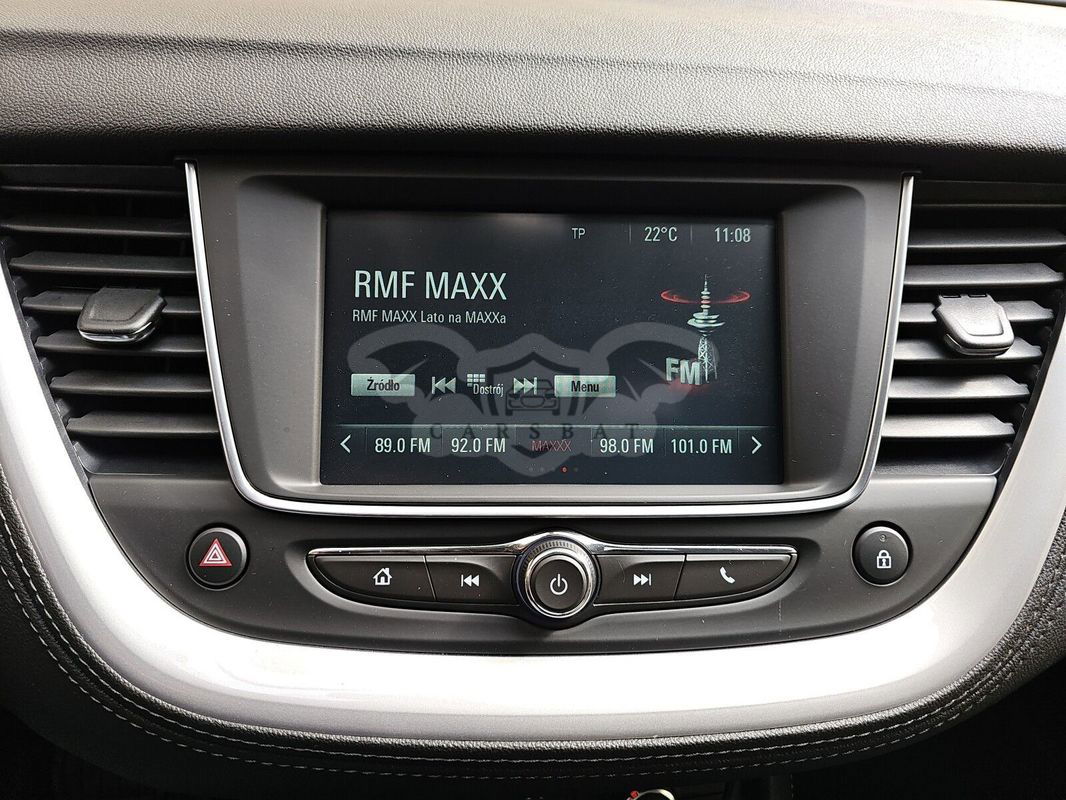 TP 22°C 11:08
RMF MAXX
RMF MAXX Lato na MAXXa
FM
Źródło Dostrój Menu
CARSBAT
89.0 FM 92.0 FM MAXXX 98.0 FM 101.0 FM